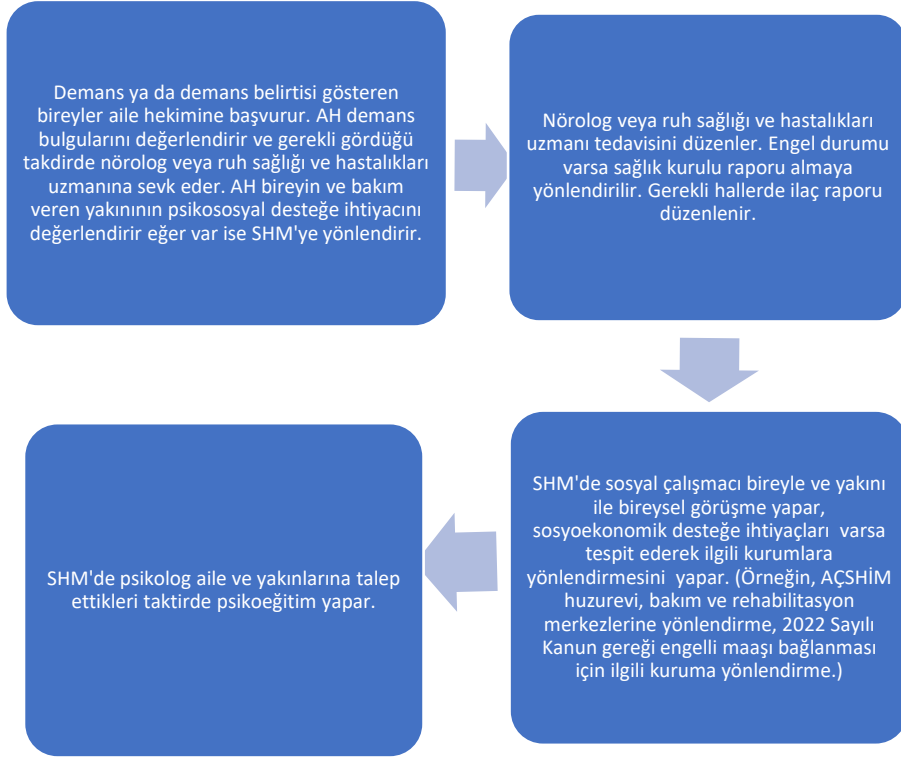 Demans ya da demans belirtisi gösteren
bireyler aile hekimine başvurur. AH demans
bulgularını değerlendirir ve gerekli gördüğü
takdirde nörolog veya ruh sağlığı ve hastalıkları
uzmanına sevk eder. AH bireyin ve bakım
veren yakınının psikososyal desteğe ihtiyacını
değerlendirir eğer var ise SHM'ye yönlendirir.
Nörolog veya ruh sağlığı ve hastalıkları
uzmanı tedavisini düzenler. Engel durumu
varsa sağlık kurulu raporu almaya
yönlendirilir. Gerekli hallerde ilaç raporu
düzenlenir.
SHM'de sosyal çalışmacı bireyle ve yakını
ile bireysel görüşme yapar,
sosyoekonomik desteğe ihtiyaçları varsa
tespit ederek ilgili kurumlara
yönlendirmesini yapar. (Örneğin, AÇSHİM
huzurevi, bakım ve rehabilitasyon
merkezlerine yönlendirme, 2022 Sayılı
Kanun gereği engelli maaşı bağlanması
için ilgili kuruma yönlendirme.)
SHM'de psikolog aile ve yakınlarına talep
ettikleri taktirde psikoeğitim yapar.